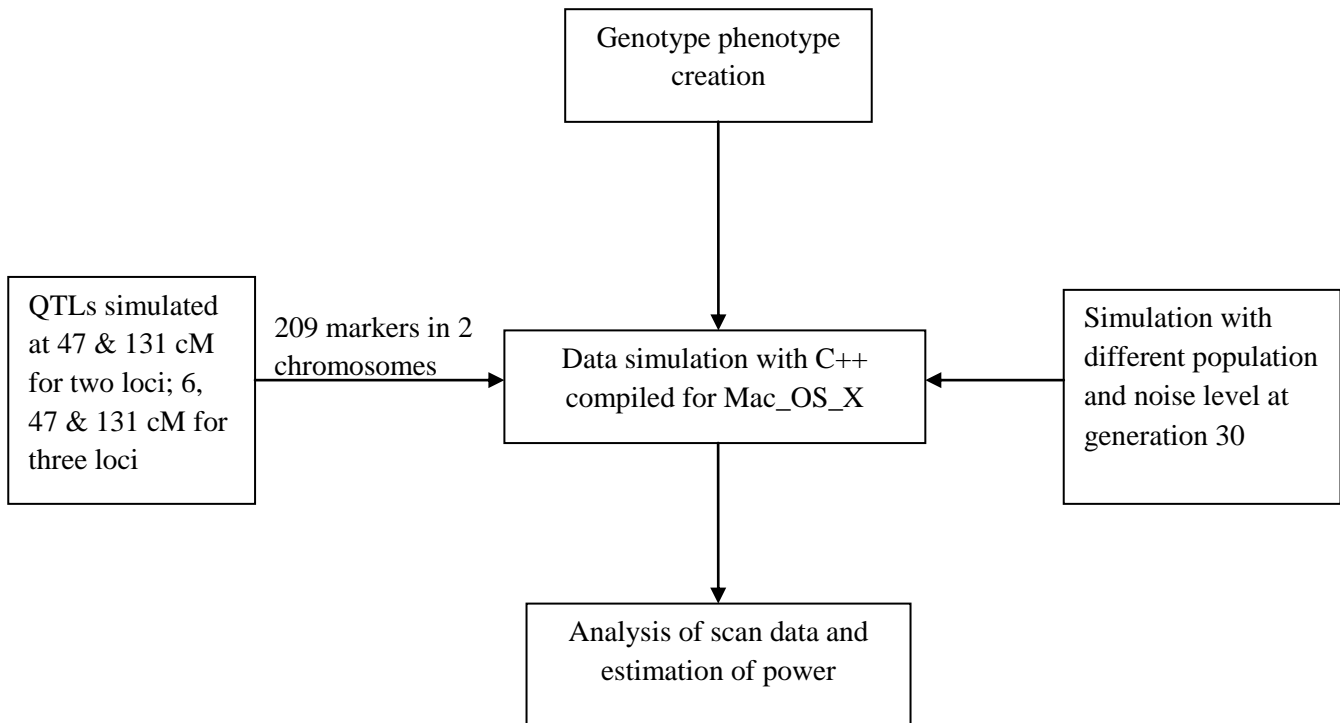 Genotype phenotype
creation
QTLs simulated
at 47 & 131 cM
for two loci; 6,
47 & 131 cM for
three loci
209 markers in 2
chromosomes
Data simulation with C++
compiled for Mac_OS_X
Simulation with
different population
and noise level at
generation 30
Analysis of scan data and
estimation of power